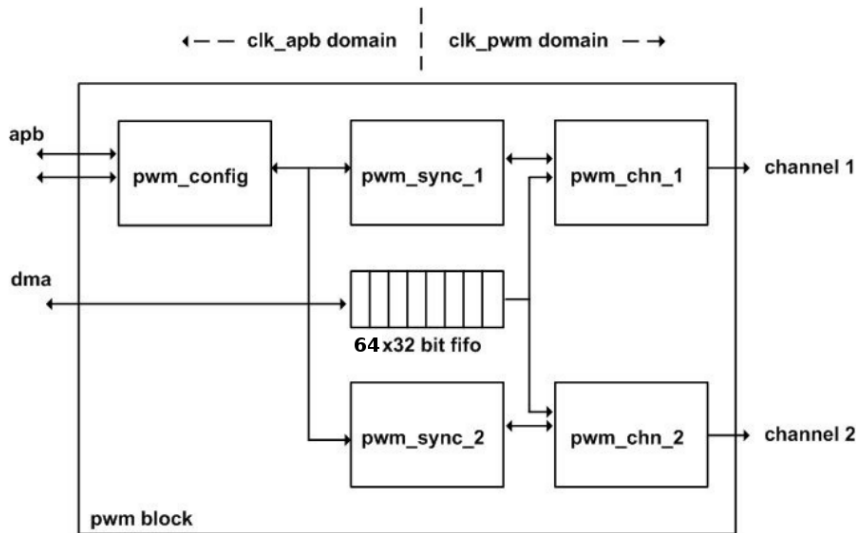 clk_apb domain
clk_pwm domain
apb
pwm_config
pwm_sync_1
pwm_chn_1
channel 1
dma
64x32 bit fifo
pwm_sync_2
pwm_chn_2
channel 2
pwm block